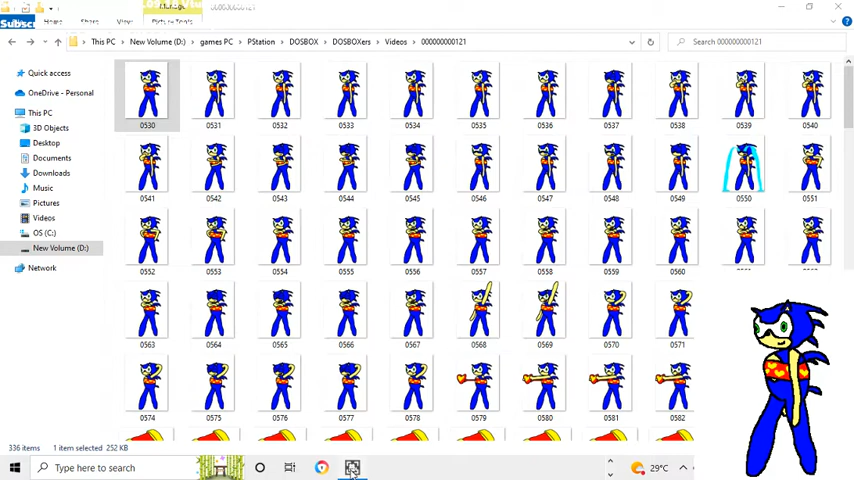 Manage
000000000121
Subscr
Home
Share
View
Picture Tools
This PC
New Volume (D:)
games PC
PStation
DOSBOX
DOSBOXers
Videos
000000000121
Search 000000000121
Quick access
OneDrive - Personal
This PC
3D Objects
Desktop
Documents
Downloads
Music
Pictures
Videos
OS (C:)
New Volume (D:)
Network
0530 0531 0532 0533 0534 0535 0536 0537 0538 0539 0540
0541 0542 0543 0544 0545 0546 0547 0548 0549 0550 0551
0552 0553 0554 0555 0556 0557 0558 0559 0560
0563 0564 0565 0566 0567 0568 0569 0570 0571
0574 0575 0576 0577 0578 0579 0580 0581 0582
336 items 1 item selected 252 KB
Type here to search
29°C